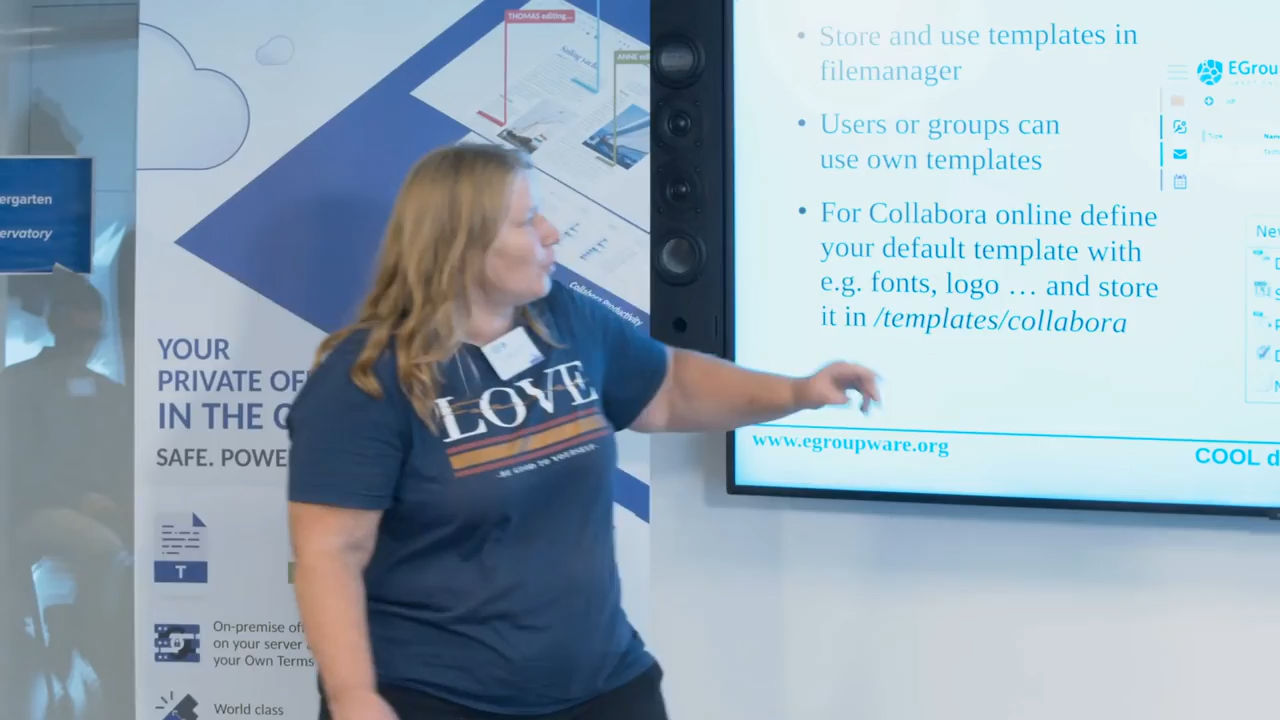 THOMAS editing...
ANNE
Collabora Productivity
ergarten
ervatory
YOUR
PRIVATE OF
IN THE
SAFE. POWE
T
On-premise of
on your server
your Own Terms
World class
LOVE
• Store and use templates in
filemanager
• Users or groups can
use own templates
• For Collabora online define
your default template with
e.g. fonts, logo … and store
it in /templates/collabora
EGrou
Ne
www.egroupware.org
COOL d